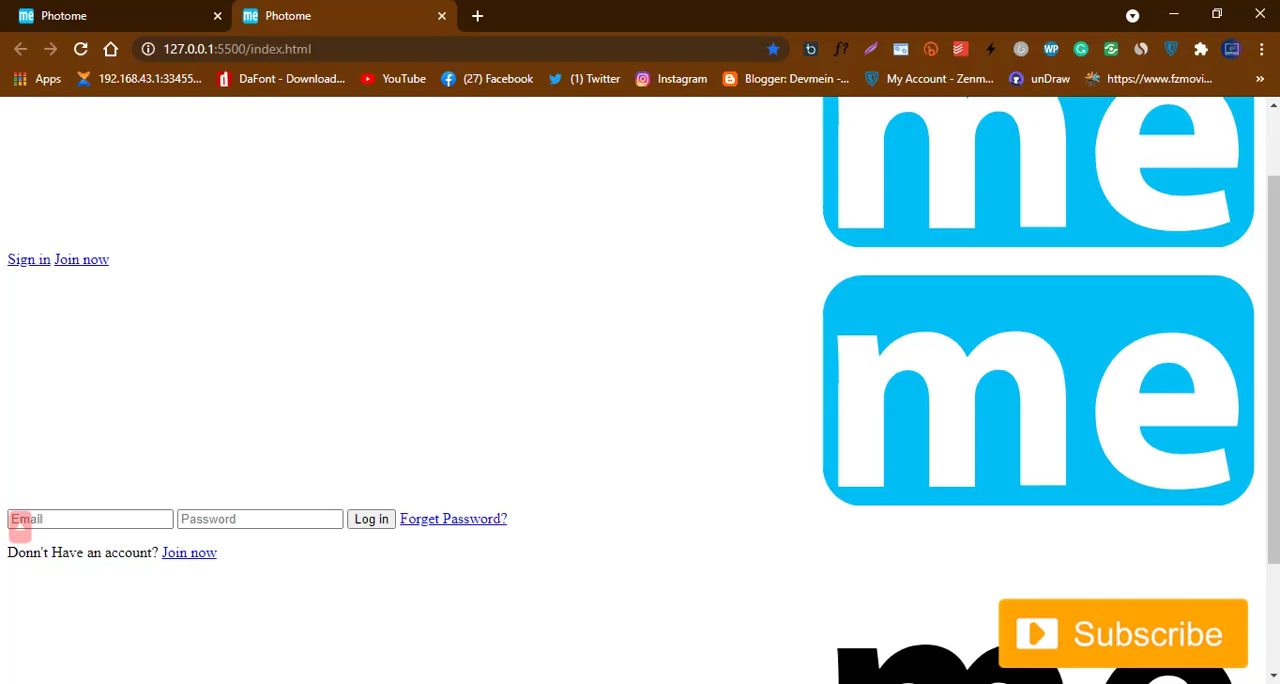 me Photome
me Photome
127.0.0.1:5500/index.html
Apps 192.168.43.1:33455... DaFont - Download... YouTube (27) Facebook (1) Twitter Instagram Blogger: Devmein -... My Account - Zenm... unDraw https://www.fzmovi... »
me
Sign in Join now
me
Email Password Log in Forget Password?
Donn't Have an account? Join now
Subscribe